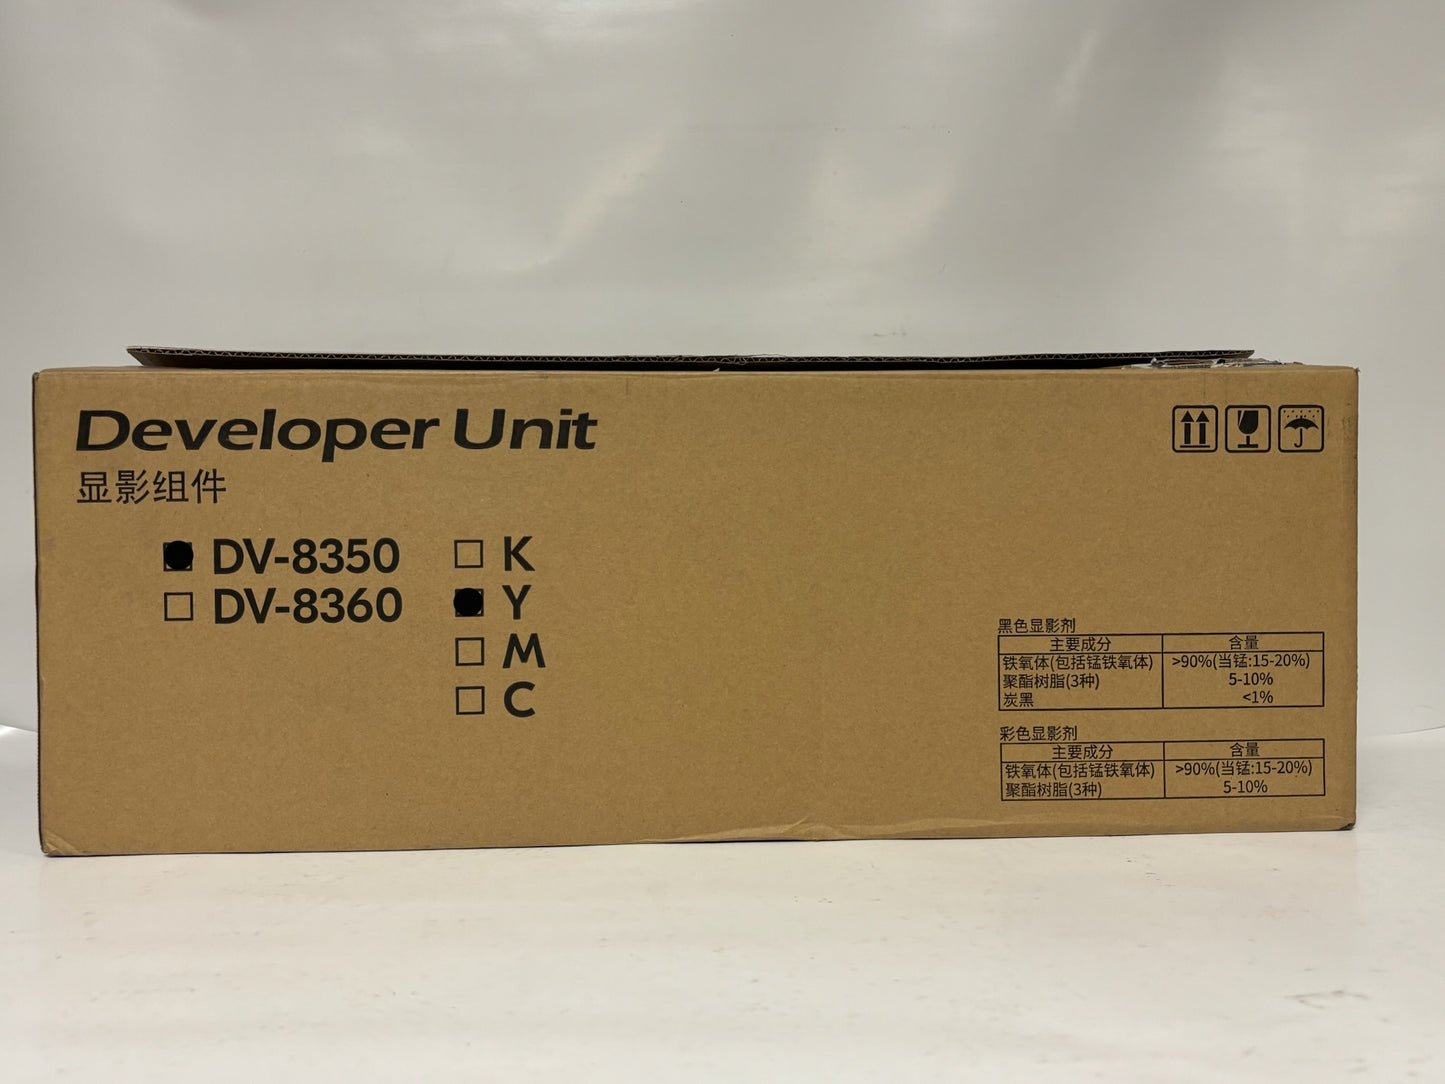 Developer Unit
显影组件
DV-8350
DV-8360
K
Y
M
C
黑色显影剂
主要成分 含量
铁氧体(包括锰铁氧体) >90%(当锰:15-20%)
聚酯树脂(3种) 5-10%
炭黑 <1%
彩色显影剂
主要成分 含量
铁氧体(包括锰铁氧体) >90%(当锰:15-20%)
聚酯树脂(3种) 5-10%